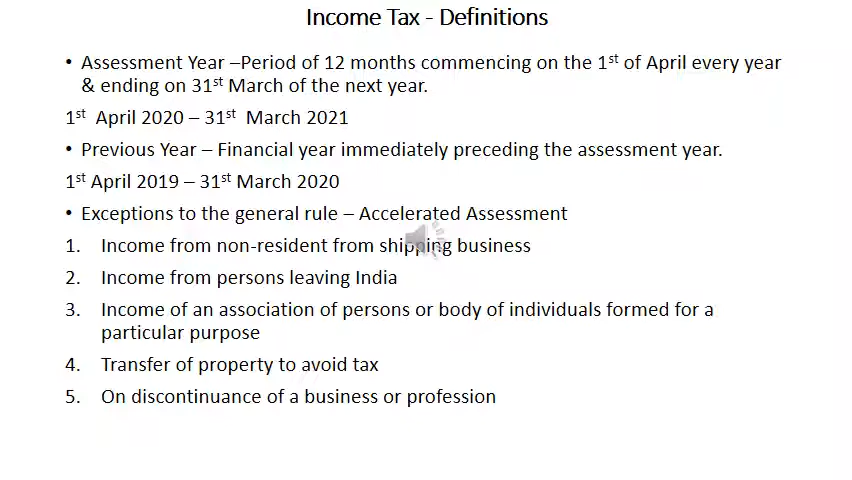 Income Tax - Definitions
• Assessment Year –Period of 12 months commencing on the 1st of April every year
& ending on 31st March of the next year.
1st April 2020 – 31st March 2021
• Previous Year – Financial year immediately preceding the assessment year.
1st April 2019 – 31st March 2020
• Exceptions to the general rule – Accelerated Assessment
1. Income from non-resident from shipping business
2. Income from persons leaving India
3. Income of an association of persons or body of individuals formed for a
particular purpose
4. Transfer of property to avoid tax
5. On discontinuance of a business or profession